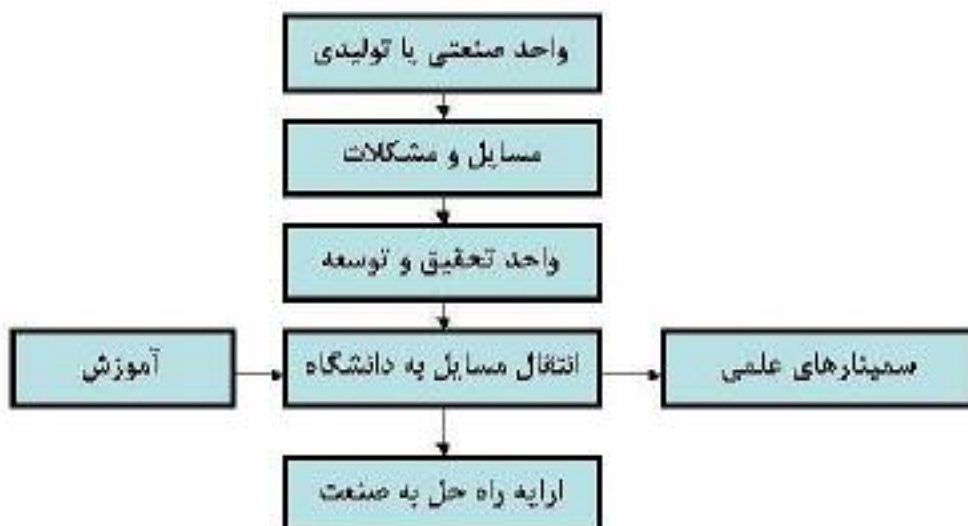 واحد صنعتی یا تولیدی
مسایل و مشکلات
واحد تحقیق و توسعه
آموزش
انتقال مسایل به دانشگاه
سمینارهای علمی
ارایه راه حل به صنعت